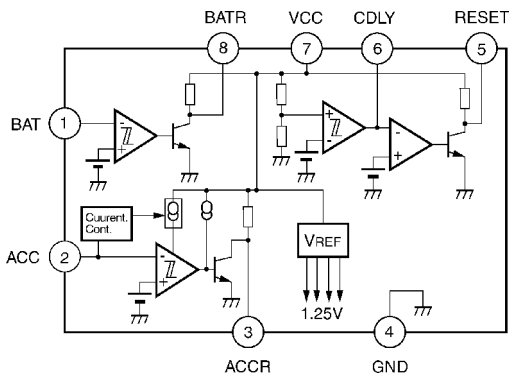 BATR VCC CDLY RESET
8 7 6 5
BAT 1
- +
+ -
- +
Cuurent.
Cont.
ACC 2
- +
VREF
1.25V
3 4
ACCR GND